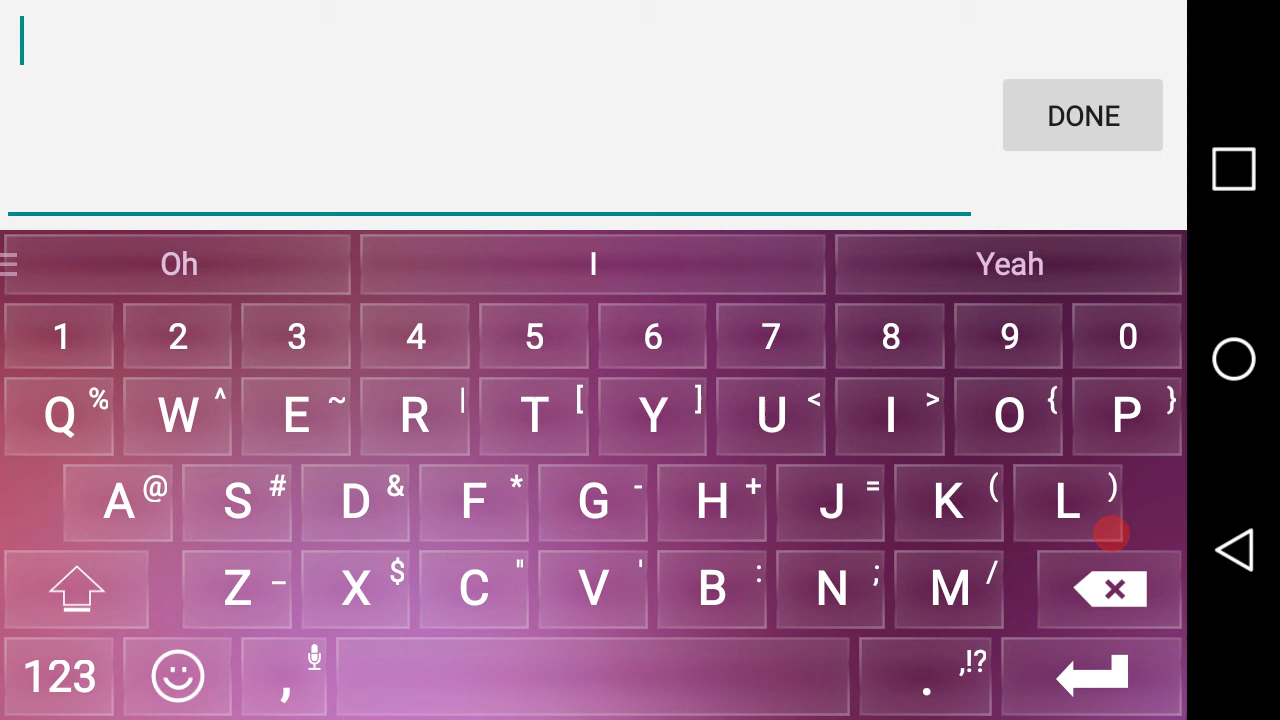 DONE
Oh I Yeah
1 2 3 4 5 6 7 8 9 0
Q % W ^ E ~ R | T [ Y ] U < I > O { P }
A @ S # D & F * G - H + J = K ( L )
Z _ X $ C " V ' B : N ; M /
123 , . ,!?